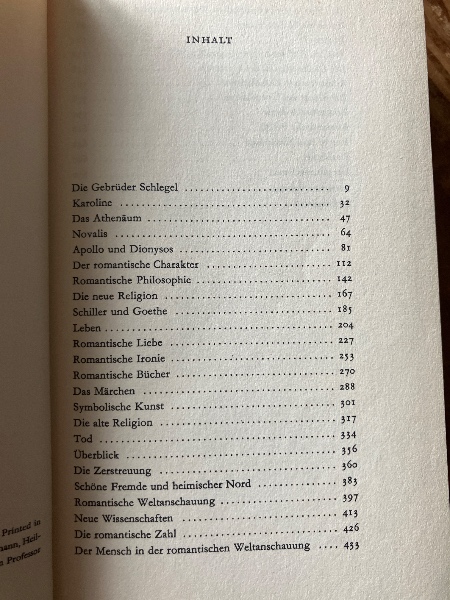 INHALT
Die Gebrüder Schlegel ........................... 9
Karoline ........................................ 32
Das Athenäum .................................... 47
Novalis ......................................... 64
Apollo und Dionysos ............................. 81
Der romantische Charakter ....................... 112
Romantische Philosophie ......................... 142
Die neue Religion ............................... 167
Schiller und Goethe ............................. 185
Leben ........................................... 204
Romantische Liebe ............................... 227
Romantische Ironie .............................. 253
Romantische Bücher .............................. 270
Das Märchen ..................................... 288
Symbolische Kunst ............................... 301
Die alte Religion ............................... 317
Tod ............................................. 334
Überblick ....................................... 356
Die Zerstreuung ................................. 360
Schöne Fremde und heimischer Nord ............... 383
Romantische Weltanschauung ...................... 397
Neue Wissenschaften ............................. 413
Die romantische Zahl ............................ 426
Der Mensch in der romantischen Weltanschauung .... 433
Printed in
mann, Heil-
n Professor